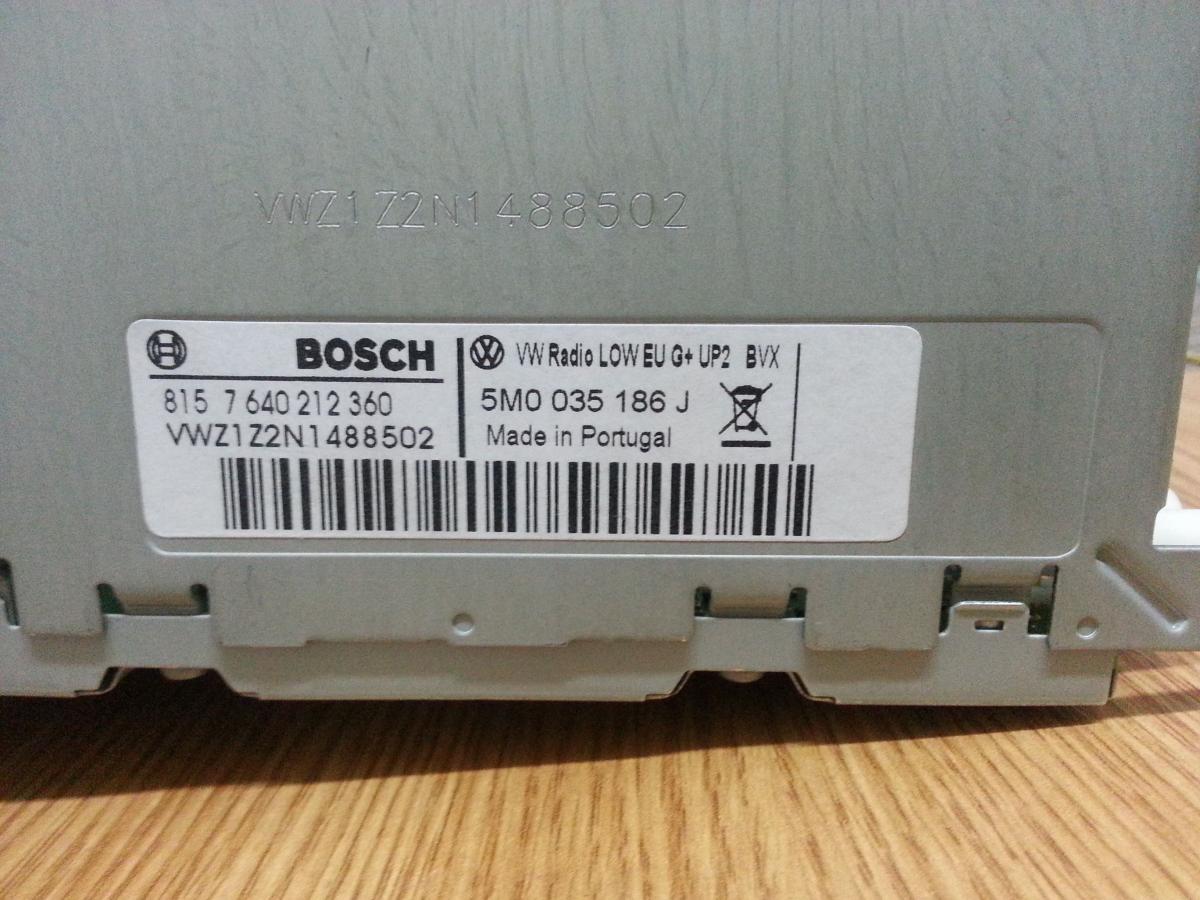 VWZ1Z2N1488502
BOSCH
VW Radio LOW EU G+ UP2 BVX
815 7 640 212 360
5M0 035 186 J
VWZ1Z2N1488502
Made in Portugal